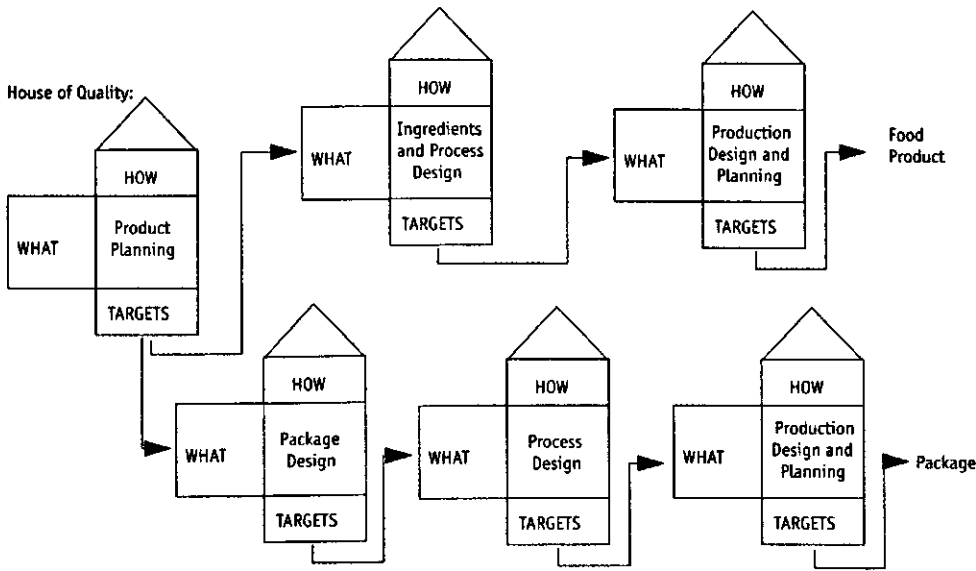 House of Quality:
HOW
WHAT
Product
Planning
TARGETS
HOW
WHAT
Ingredients
and Process
Design
TARGETS
HOW
WHAT
Production
Design and
Planning
TARGETS
Food
Product
HOW
WHAT
Package
Design
TARGETS
HOW
WHAT
Process
Design
TARGETS
HOW
WHAT
Production
Design and
Planning
TARGETS
Package